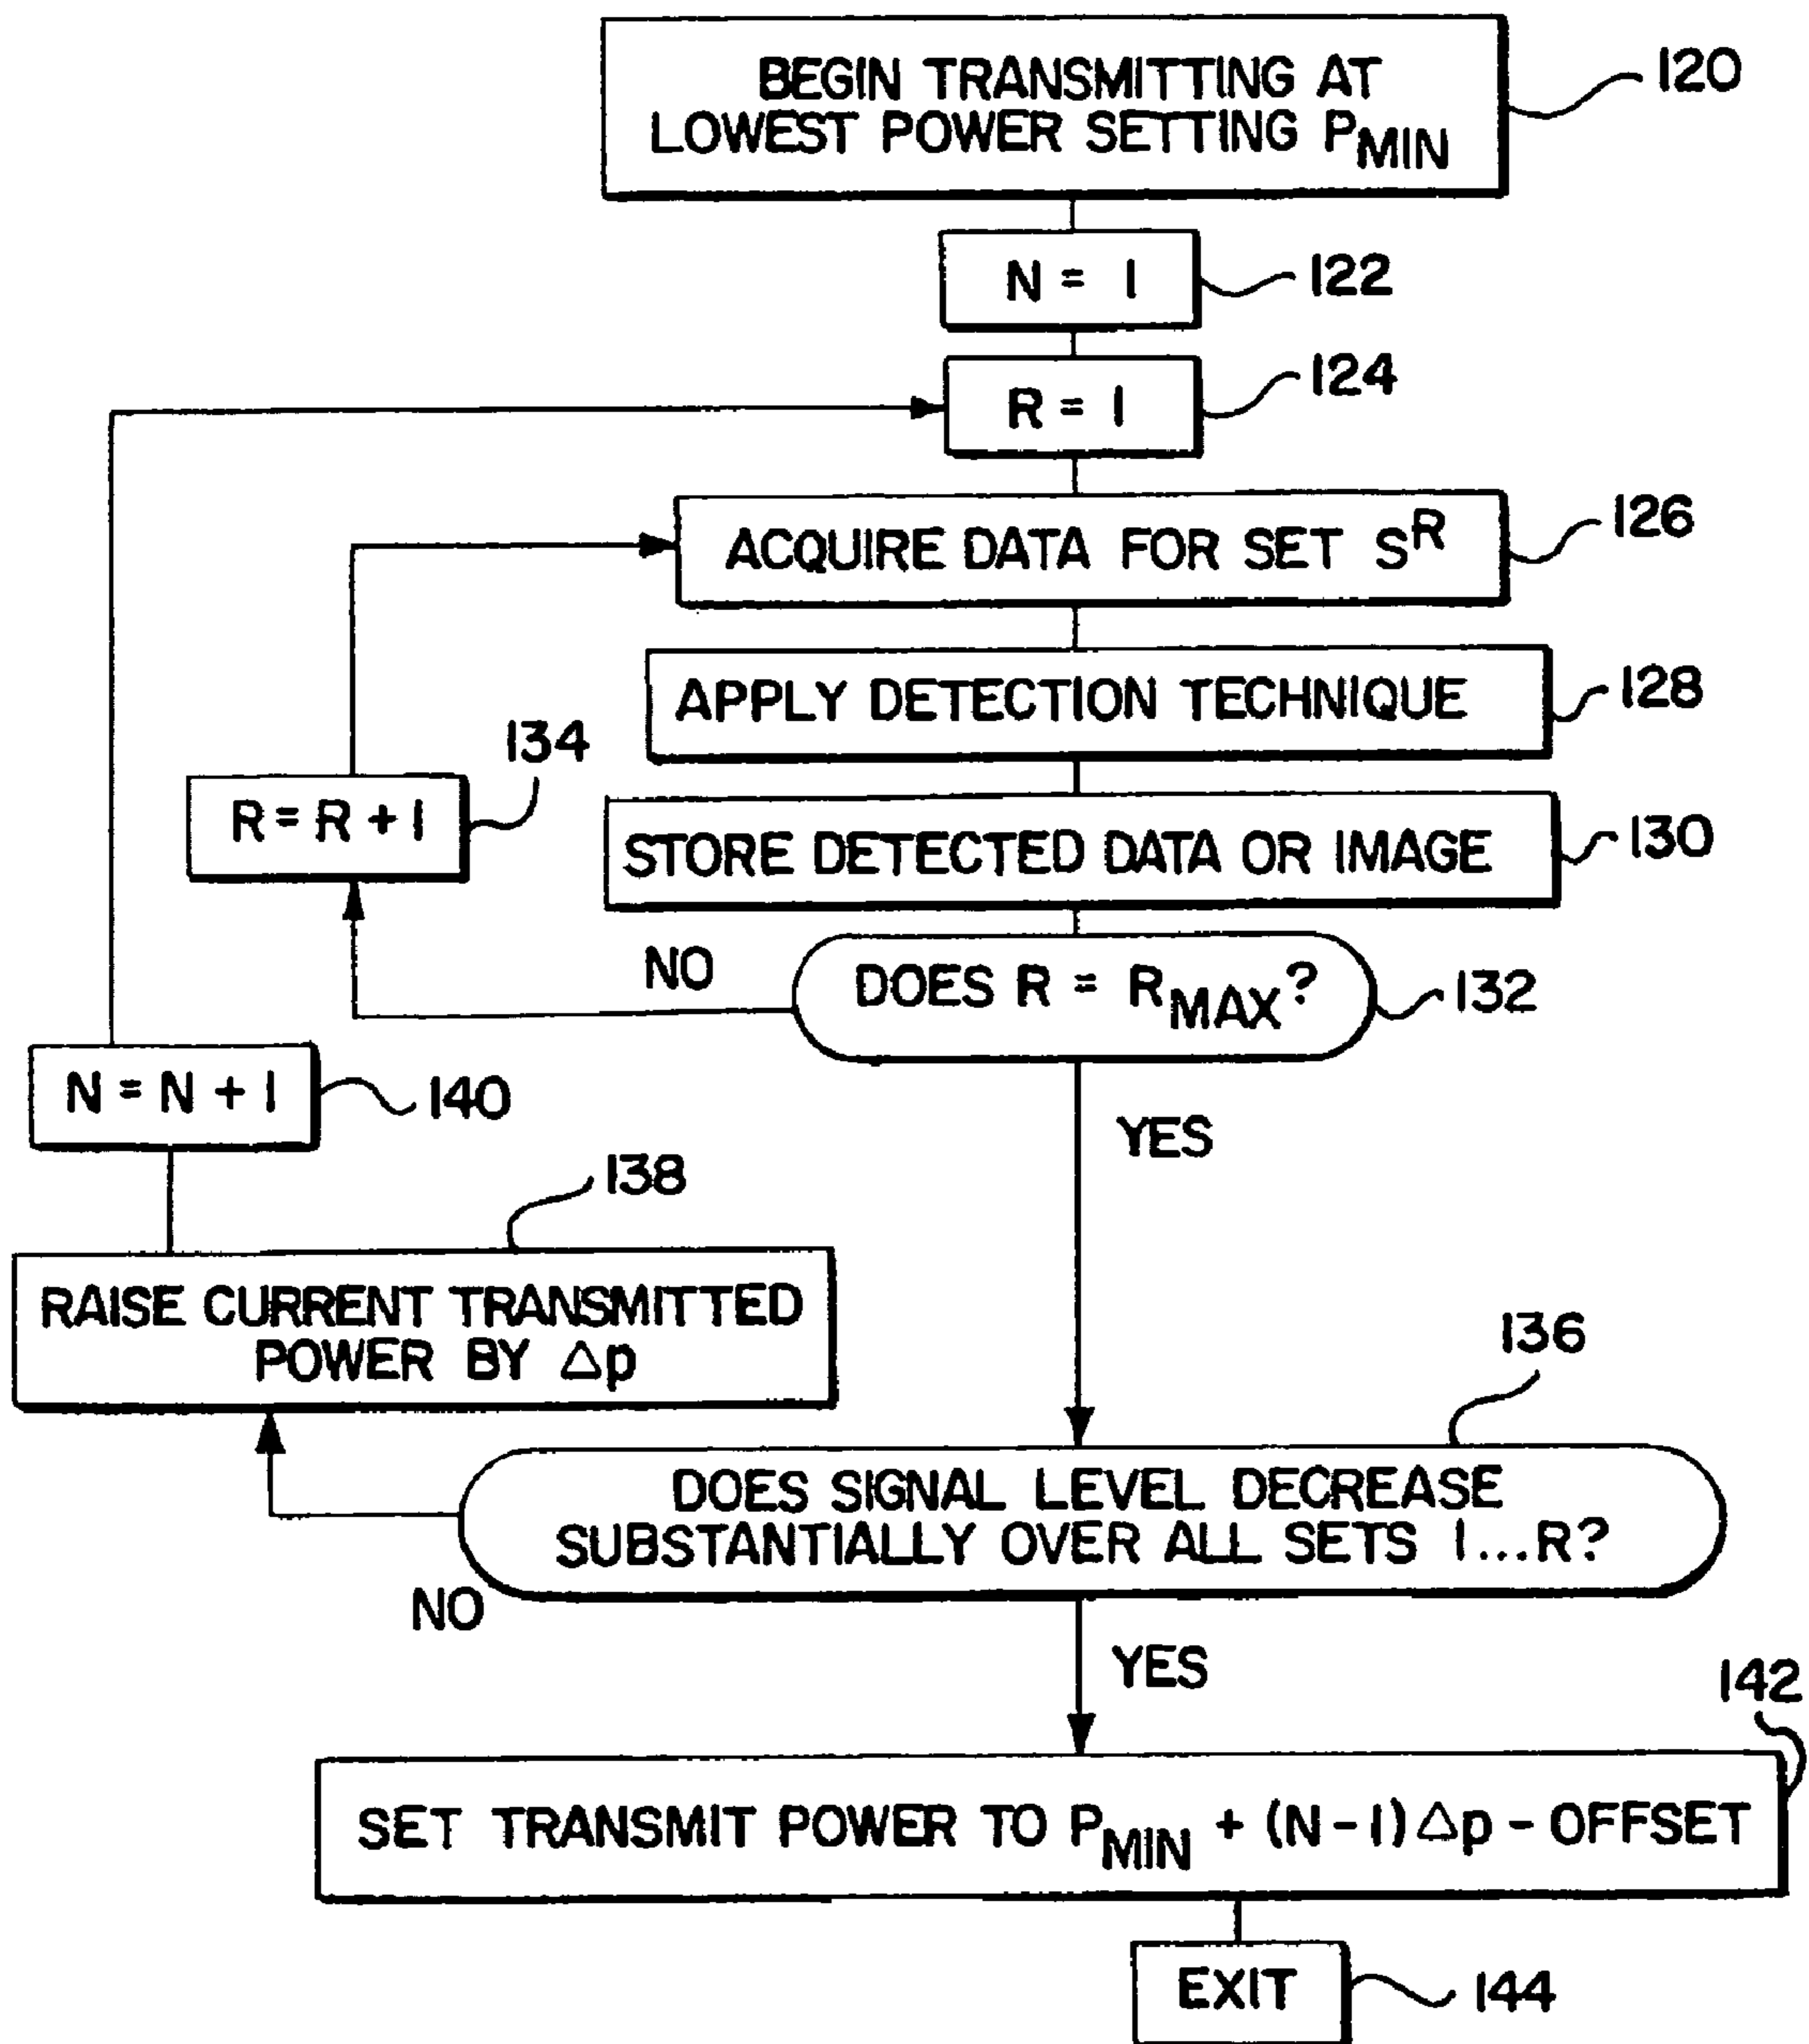 BEGIN TRANSMITTING AT
LOWEST POWER SETTING PMIN
120
N = 1
122
R = 1
124
ACQUIRE DATA FOR SET S^R
126
APPLY DETECTION TECHNIQUE
128
134
R = R + 1
STORE DETECTED DATA OR IMAGE
130
NO
DOES R = RMAX?
132
N = N + 1
140
YES
138
RAISE CURRENT TRANSMITTED
POWER BY Δp
136
DOES SIGNAL LEVEL DECREASE
SUBSTANTIALLY OVER ALL SETS 1...R?
NO
YES
142
SET TRANSMIT POWER TO PMIN + (N-1)Δp - OFFSET
EXIT
144